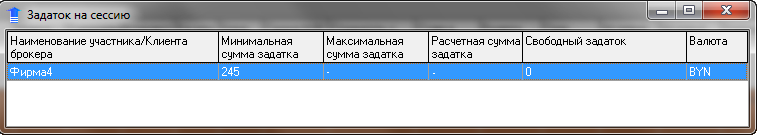 Задаток на сессию
Наименование участника/Клиента брокера
Минимальная сумма задатка
Максимальная сумма задатка
Расчетная сумма задатка
Свободный задаток
Валюта
Фирма4 245 - - 0 BYN